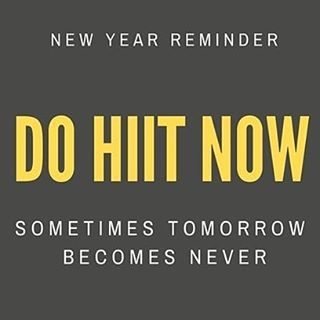 NEW YEAR REMINDER
DO HIIT NOW
SOMETIMES TOMORROW
BECOMES NEVER